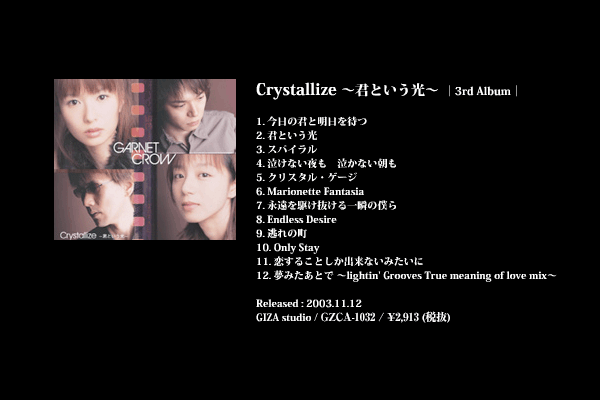 Crystallize ～君という光～ ｜3rd Album｜
GARNET
CROW
Crystallize ～君という光～
1. 今日の君と明日を待つ
2. 君という光
3. スパイラル
4. 泣けない夜も　泣かない朝も
5. クリスタル・ゲージ
6. Marionette Fantasia
7. 永遠を駆け抜ける一瞬の僕ら
8. Endless Desire
9. 逃れの町
10. Only Stay
11. 恋することしか出来ないみたいに
12. 夢みたあとで ～lightin' Grooves True meaning of love mix～
Released : 2003.11.12
GIZA studio / GZCA-1032 / ¥2,913 (税抜)